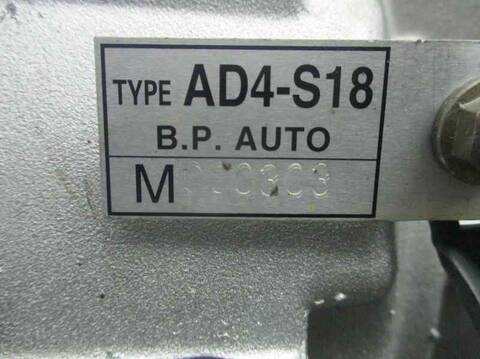 TYPE AD4-S18
B.P. AUTO
M